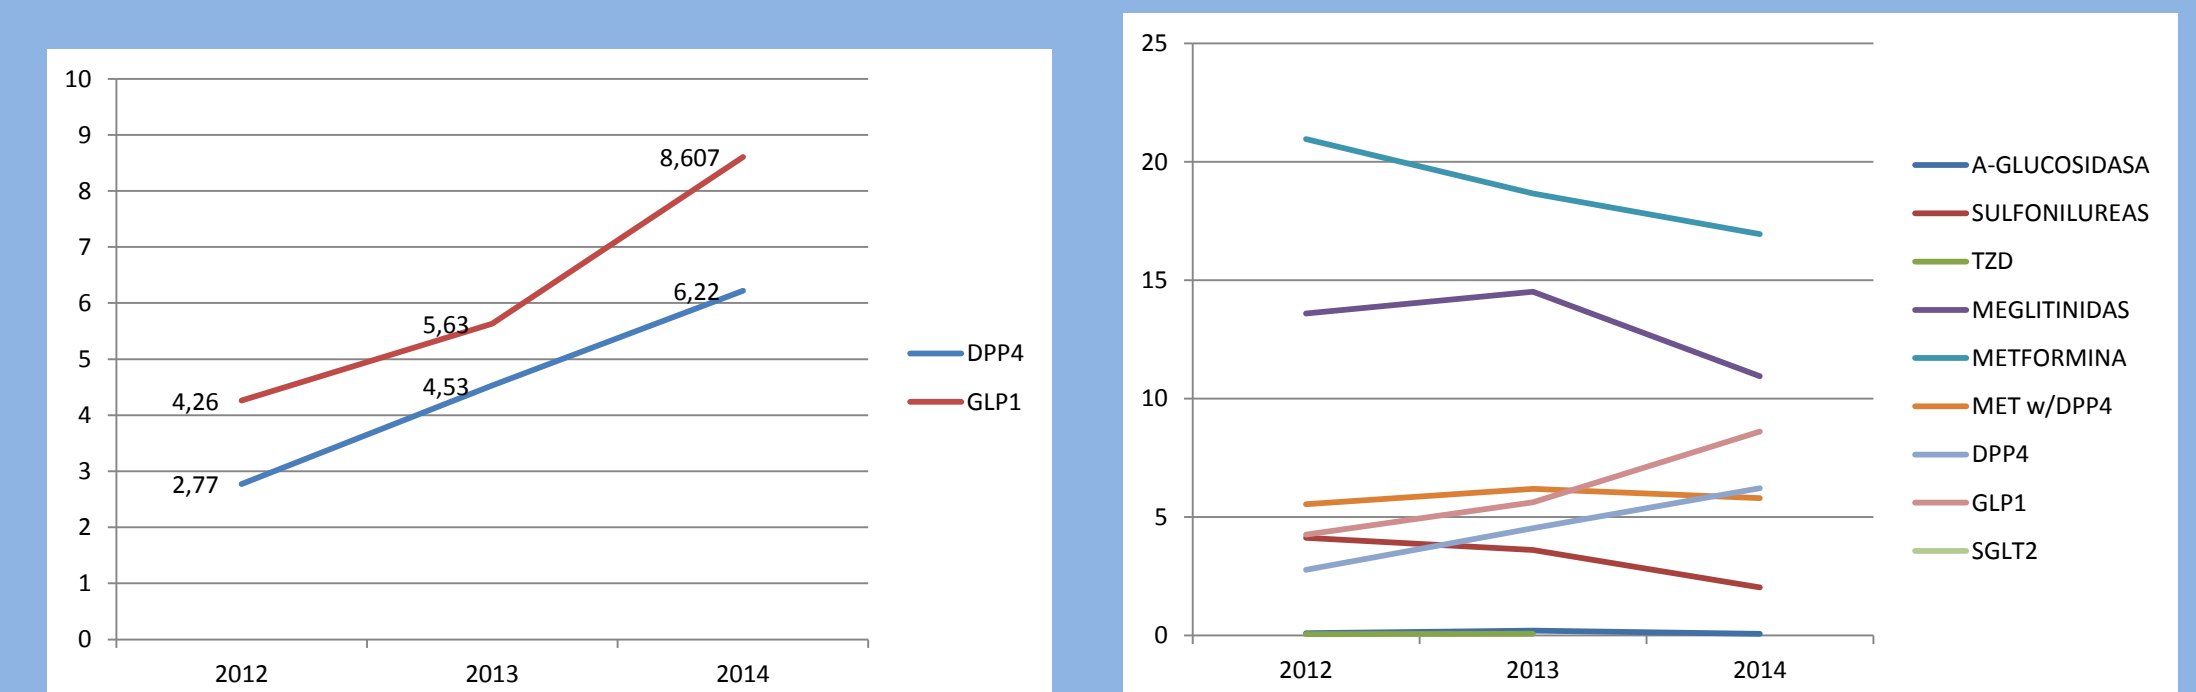 10
9
8
7
6
5
4
3
2
1
0
8,607
6,22
5,63
4,53
4,26
2,77
2012 2013 2014
DPP4
GLP1
25
20
15
10
5
0
2012 2013 2014
A-GLUCOSIDASA
SULFONILUREAS
TZD
MEGLITINIDAS
METFORMINA
MET w/DPP4
DPP4
GLP1
SGLT2